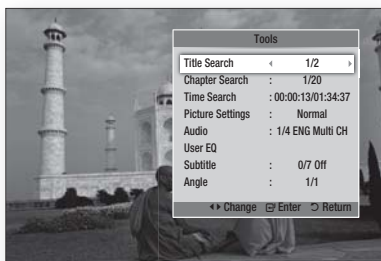 Tools
Title Search 1/2
Chapter Search : 1/20
Time Search : 00:00:13/01:34:37
Picture Settings : Normal
Audio : 1/4 ENG Multi CH
User EQ
Subtitle : 0/7 Off
Angle : 1/1
Change Enter Return